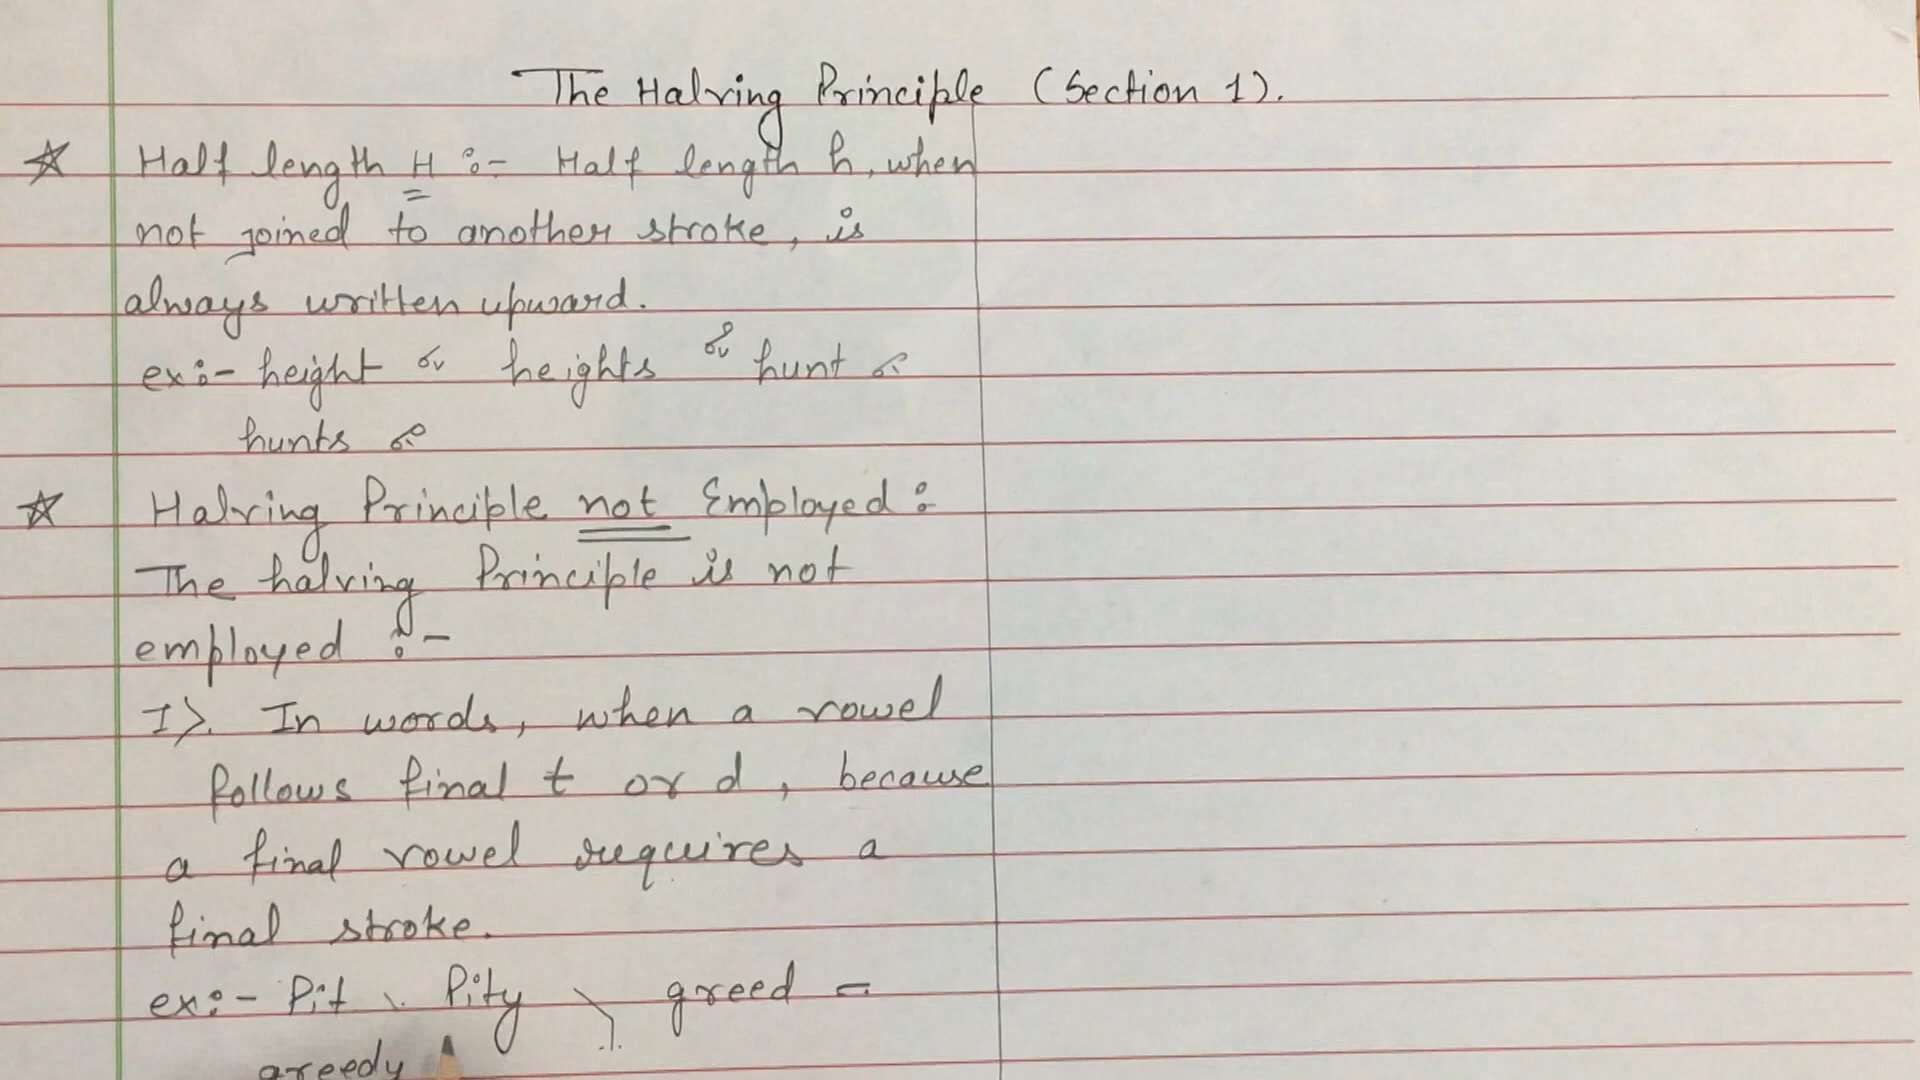 The Halving Principle (Section 1).
☆ Half length H :- Half length h, when
not joined to another stroke, is
always written upward.
ex:- height heights hunt
hunts
☆ Halving Principle not Employed :
The halving Principle is not
employed :-
1>. In words, when a vowel
follows final t or d, because
a final vowel requires a
final stroke.
ex:- Pit Pity greed
greedy